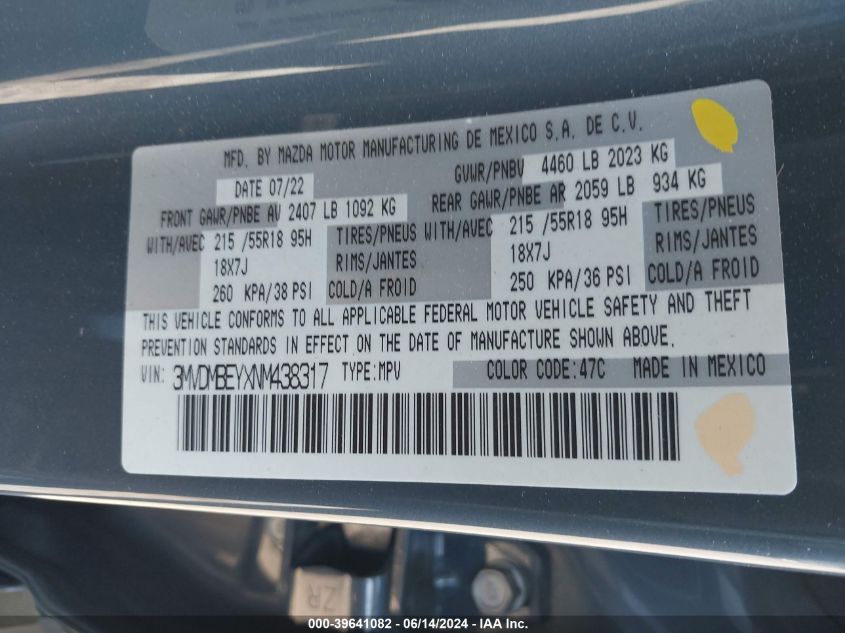 MFD. BY MAZDA MOTOR MANUFACTURING DE MEXICO S.A. DE C.V.
DATE 07/22 GVWR/PNBV 4460 LB 2023 KG
FRONT GAWR/PNBE AV 2407 LB 1092 KG REAR GAWR/PNBE AR 2059 LB 934 KG
WITH/AVEC 215 /55R18 95H TIRES/PNEUS WITH/AVEC 215 /55R18 95H TIRES/PNEUS
18X7J RIMS/JANTES 18X7J RIMS/JANTES
260 KPA/38 PSI COLD/A FROID 250 KPA/36 PSI COLD/A FROID
THIS VEHICLE CONFORMS TO ALL APPLICABLE FEDERAL MOTOR VEHICLE SAFETY AND THEFT
PREVENTION STANDARDS IN EFFECT ON THE DATE OF MANUFACTURE SHOWN ABOVE.
VIN: 3MVDMBEYXNM438317 TYPE:MPV COLOR CODE:47C MADE IN MEXICO
ZR
000-39641082 / 06/14/2024 - IAA Inc.